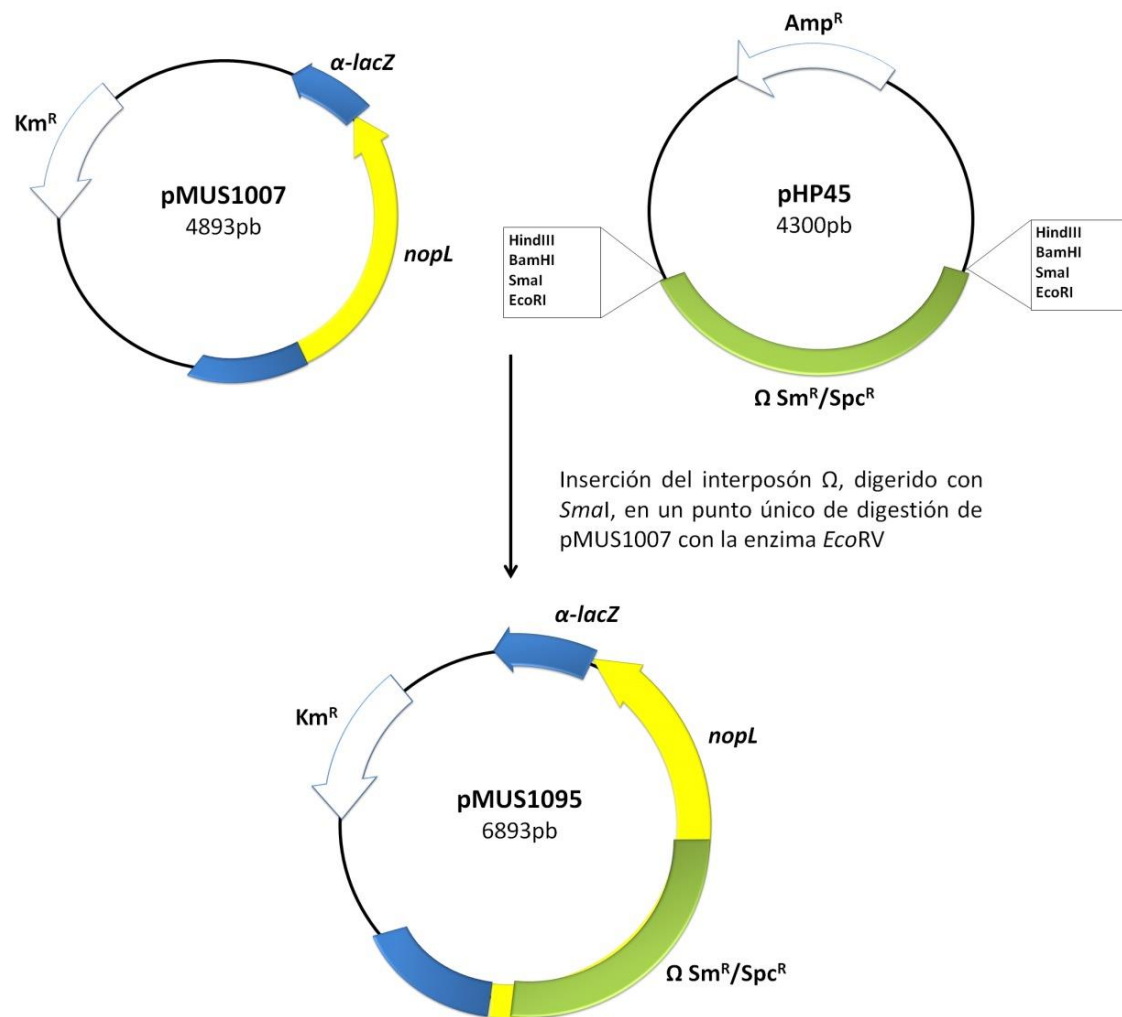 Amp^R
α-lacZ
Km^R
pMUS1007
4893pb
pHP45
4300pb
nopL
HindIII
BamHI
SmaI
EcoRI
HindIII
BamHI
SmaI
EcoRI
Ω Sm^R/Spc^R
Inserción del interposón Ω, digerido con
SmaI, en un punto único de digestión de
pMUS1007 con la enzima EcoRV
α-lacZ
Km^R
nopL
pMUS1095
6893pb
Ω Sm^R/Spc^R